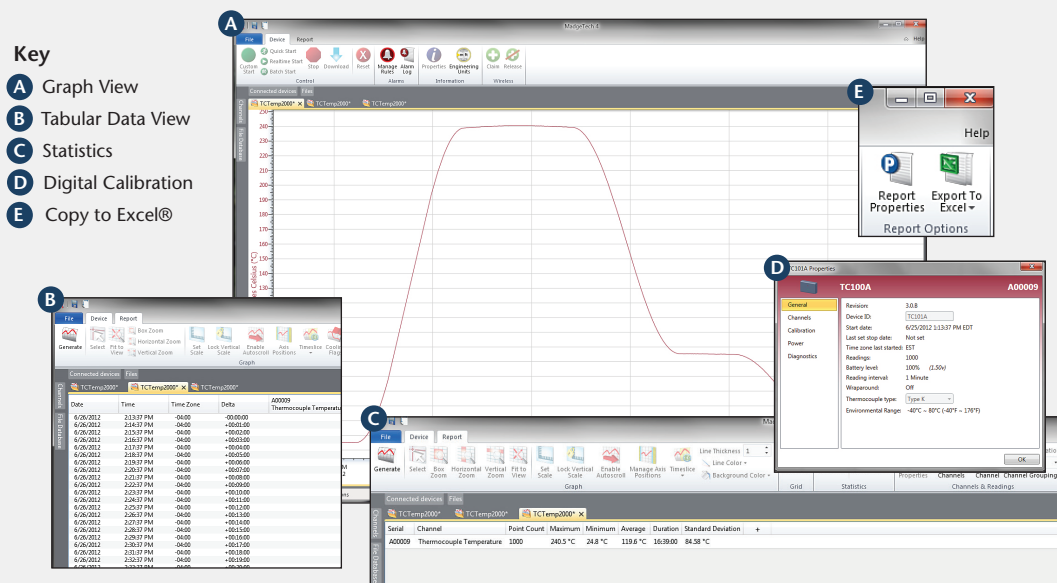 Key
A Graph View
B Tabular Data View
C Statistics
D Digital Calibration
E Copy to Excel®
A
MadgeTech 4
File Device Report
Help
Custom Start
Quick Start
Realtime Start
Batch Start
Stop Download Reset Manage Rules Alarm Log Properties Engineering Units Claim Release
Control Alarms Information Wireless
Connected devices Files
TCTemp2000* TCTemp2000* TCTemp2000*
Channels
File Database
250
240
230
220
210
200
190
180
170
160
150
140
130
Celsius (°C)
E
Help
Report Properties
Export To Excel
Report Options
D
TC101A Properties
TC100A A00009
General
Channels
Calibration
Power
Diagnostics
Revision: 3.0.8
Device ID: TC101A
Start date: 6/25/2012 1:13:37 PM EDT
Last set stop date: Not set
Time zone last started: EST
Readings: 1000
Battery level: 100% (1.50v)
Reading interval: 1 Minute
Wraparound: Off
Thermocouple type: Type K
Environmental Range: -40°C ~ 80°C (-40°F ~ 176°F)
OK
B
File Device Report
Generate Select Fit to View
Box Zoom
Horizontal Zoom
Vertical Zoom
Set Scale Lock Vertical Scale Enable Autoscroll Axis Positions Timeslice
Graph
Connected devices Files
TCTemp2000* TCTemp2000* TCTemp2000*
Channels
File Database
Date Time Time Zone Delta A00009
Thermocouple
6/26/2012 2:13:37 PM -04:00 -00:00:00
6/26/2012 2:14:37 PM -04:00 +00:01:00
6/26/2012 2:15:37 PM -04:00 +00:02:00
6/26/2012 2:16:37 PM -04:00 +00:03:00
6/26/2012 2:17:37 PM -04:00 +00:04:00
6/26/2012 2:18:37 PM -04:00 +00:05:00
6/26/2012 2:19:37 PM -04:00 +00:06:00
6/26/2012 2:20:37 PM -04:00 +00:07:00
6/26/2012 2:21:37 PM -04:00 +00:08:00
6/26/2012 2:22:37 PM -04:00 +00:09:00
6/26/2012 2:23:37 PM -04:00 +00:10:00
6/26/2012 2:24:37 PM -04:00 +00:11:00
6/26/2012 2:25:37 PM -04:00 +00:12:00
6/26/2012 2:26:37 PM -04:00 +00:13:00
6/26/2012 2:27:37 PM -04:00 +00:14:00
6/26/2012 2:28:37 PM -04:00 +00:15:00
6/26/2012 2:29:37 PM -04:00 +00:16:00
6/26/2012 2:30:37 PM -04:00 +00:17:00
6/26/2012 2:31:37 PM -04:00 +00:18:00
6/26/2012 2:32:37 PM -04:00 +00:19:00
C
File Device Report
Generate Select Box Zoom Horizontal Zoom Vertical Zoom Fit to View Set Scale Lock Vertical Scale Enable Autoscroll Manage Axis Positions Timeslice
Line Thickness 1
Line Color
Background Color
Graph Grid Statistics
Properties Channels Channel Channel Grouping
Channels & Readings
Connected devices Files
TCTemp2000* TCTemp2000* TCTemp2000*
Channels
File Database
Serial Channel Point Count Maximum Minimum Average Duration Standard Deviation +
A00009 Thermocouple Temperature 1000 240.5 °C 24.8 °C 119.6 °C 16:39:00 84.58 °C